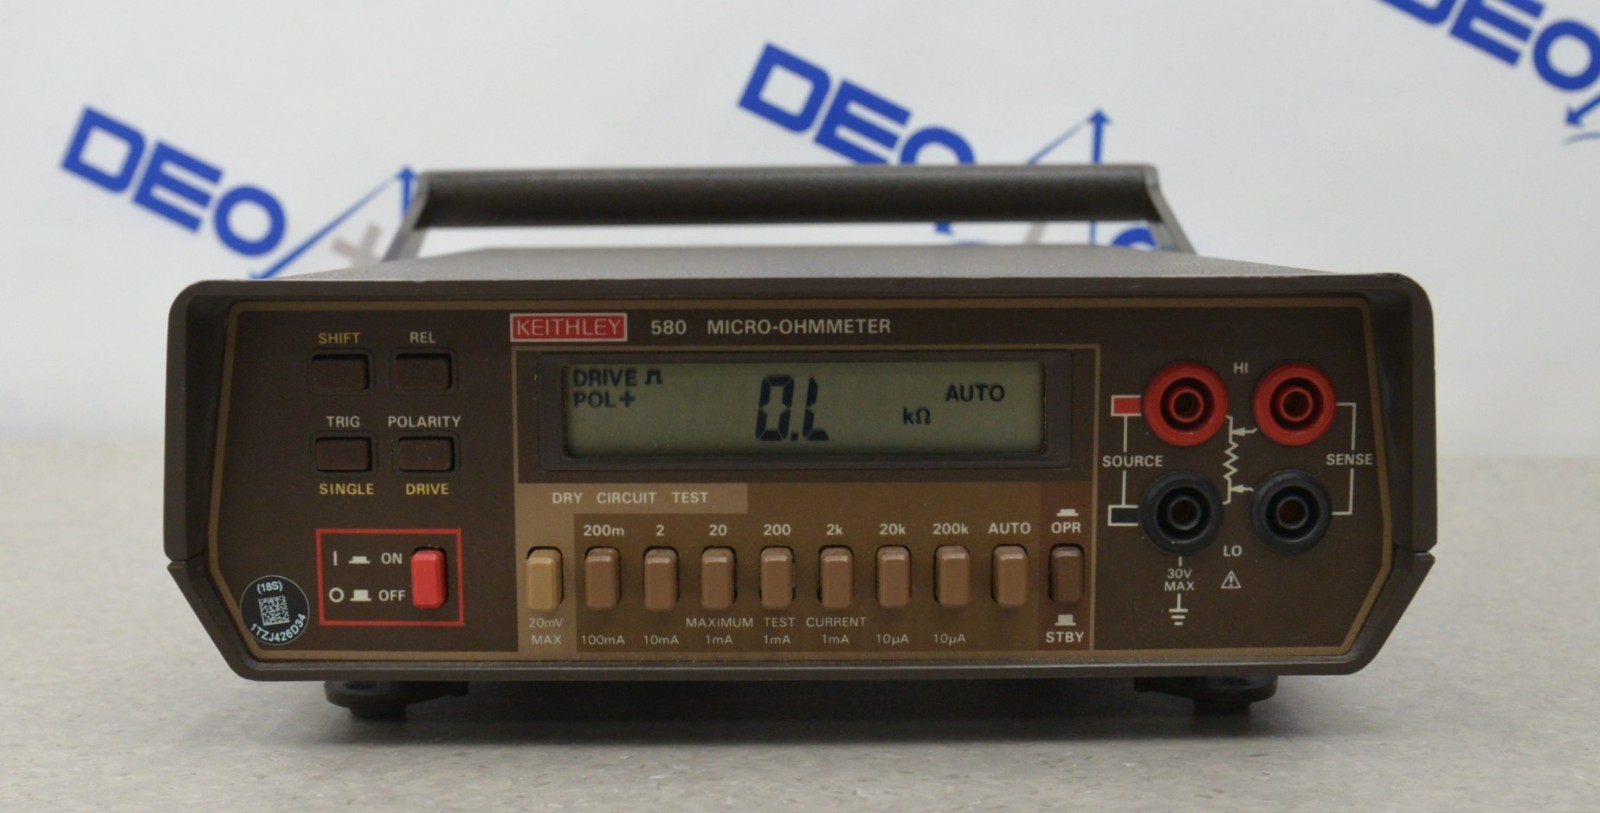 DEO
DEO
DEO
KEITHLEY 580 MICRO-OHMMETER
SHIFT REL
TRIG POLARITY
SINGLE DRIVE
I ON
O OFF
(18S)
1TZJ426D34
DRIVE
POL+
0.L
kΩ
AUTO
DRY CIRCUIT TEST
200m 2 20 200 2k 20k 200k AUTO OPR
20mV MAXIMUM TEST CURRENT
MAX 100mA 10mA 1mA 1mA 1mA 10µA 10µA STBY
HI
SOURCE SENSE
LO
30V
MAX